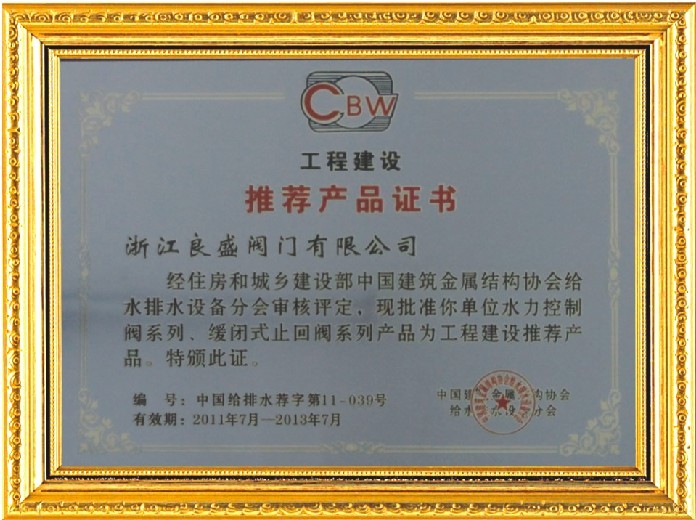 CBW
工程建设
推荐产品证书
浙江良盛阀门有限公司
经住房和城乡建设部中国建筑金属结构协会给
水排水设备分会审核评定，现批准你单位水力控制
阀系列、缓闭式止回阀系列产品为工程建设推荐产
品。特颁此证。
编 号：中国给排水荐字第11-039号
有效期：2011年7月—2013年7月
中国建筑金属结构协会
给水排水设备分会